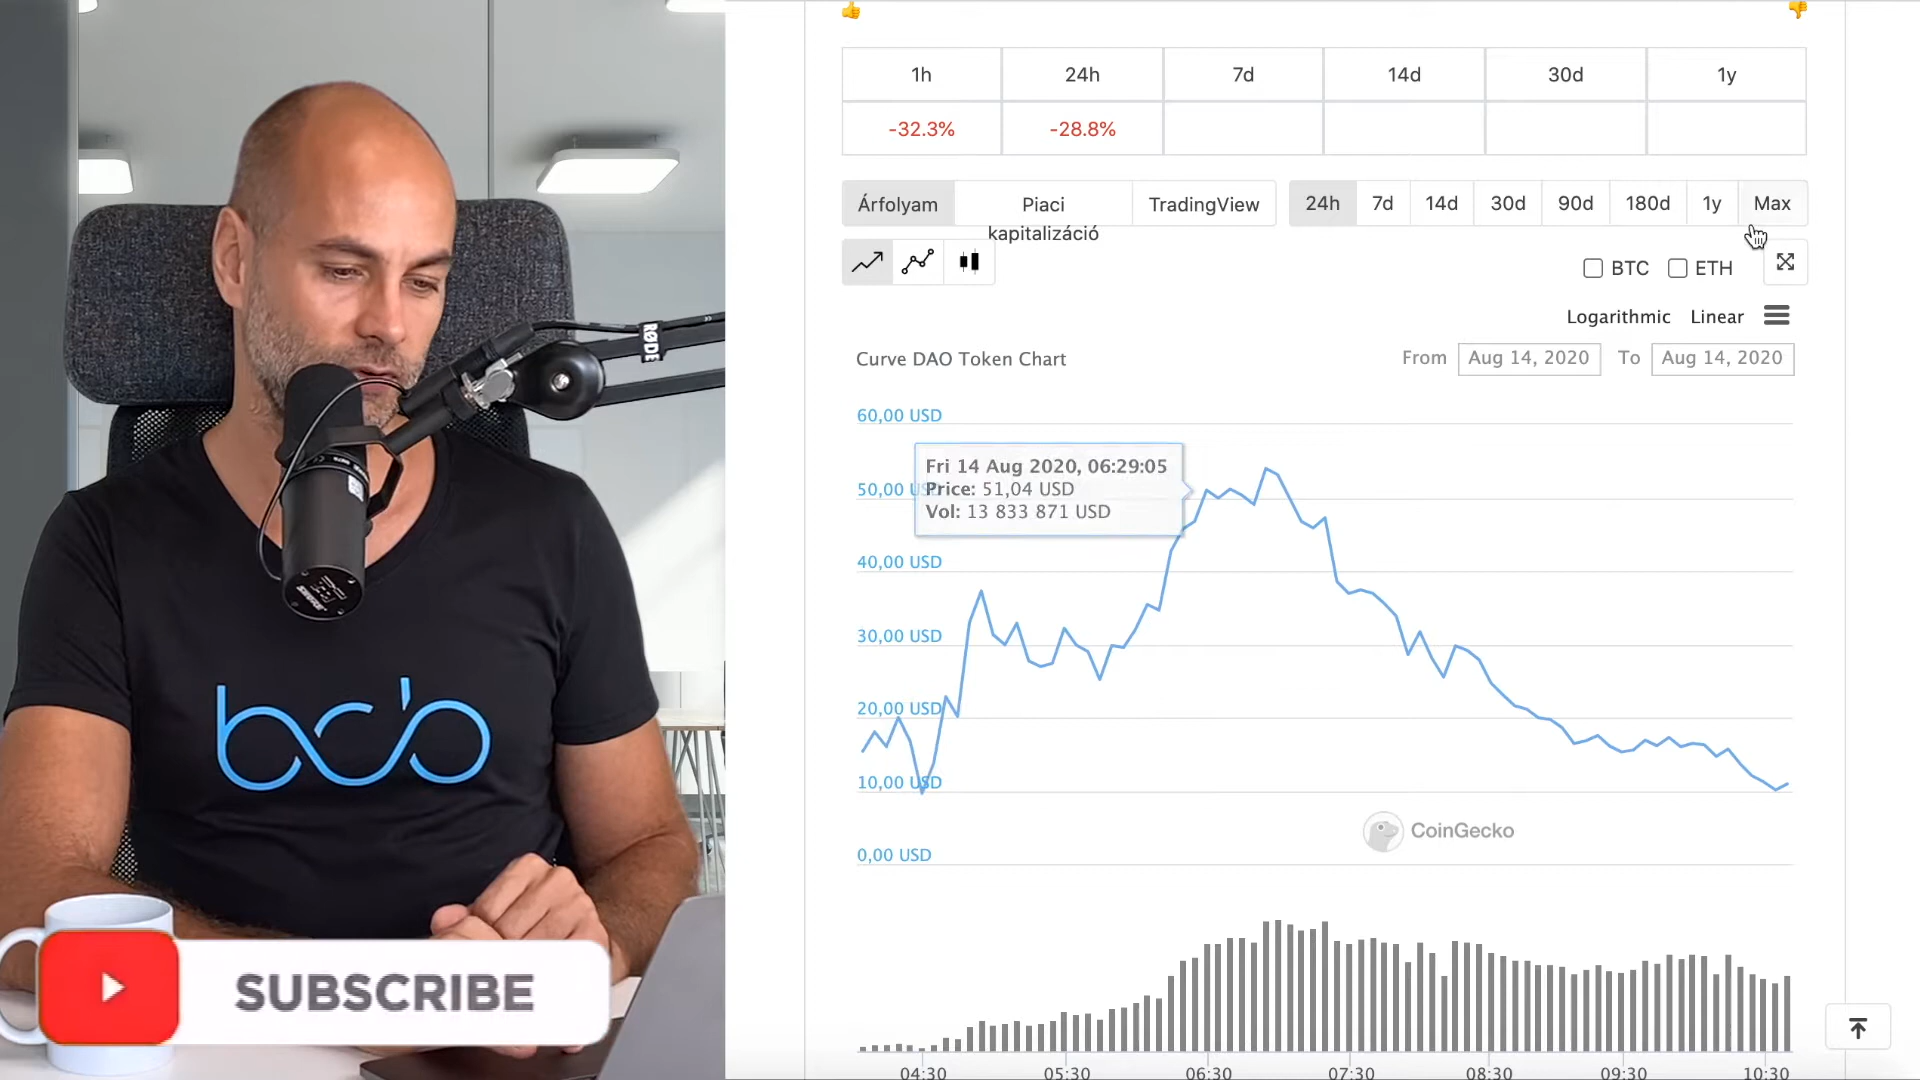 1h 24h 7d 14d 30d 1y
-32.3% -28.8%
Árfolyam Piaci kapitalizáció TradingView 24h 7d 14d 30d 90d 180d 1y Max
BTC ETH
Logarithmic Linear
Curve DAO Token Chart From Aug 14, 2020 To Aug 14, 2020
60,00 USD
Fri 14 Aug 2020, 06:29:05
50,00 USD
Price: 51,04 USD
Vol: 13 833 871 USD
40,00 USD
30,00 USD
20,00 USD
10,00 USD
CoinGecko
0,00 USD
04:30 05:30 06:30 07:30 08:30 09:30 10:30
RØDE
bcb
SUBSCRIBE